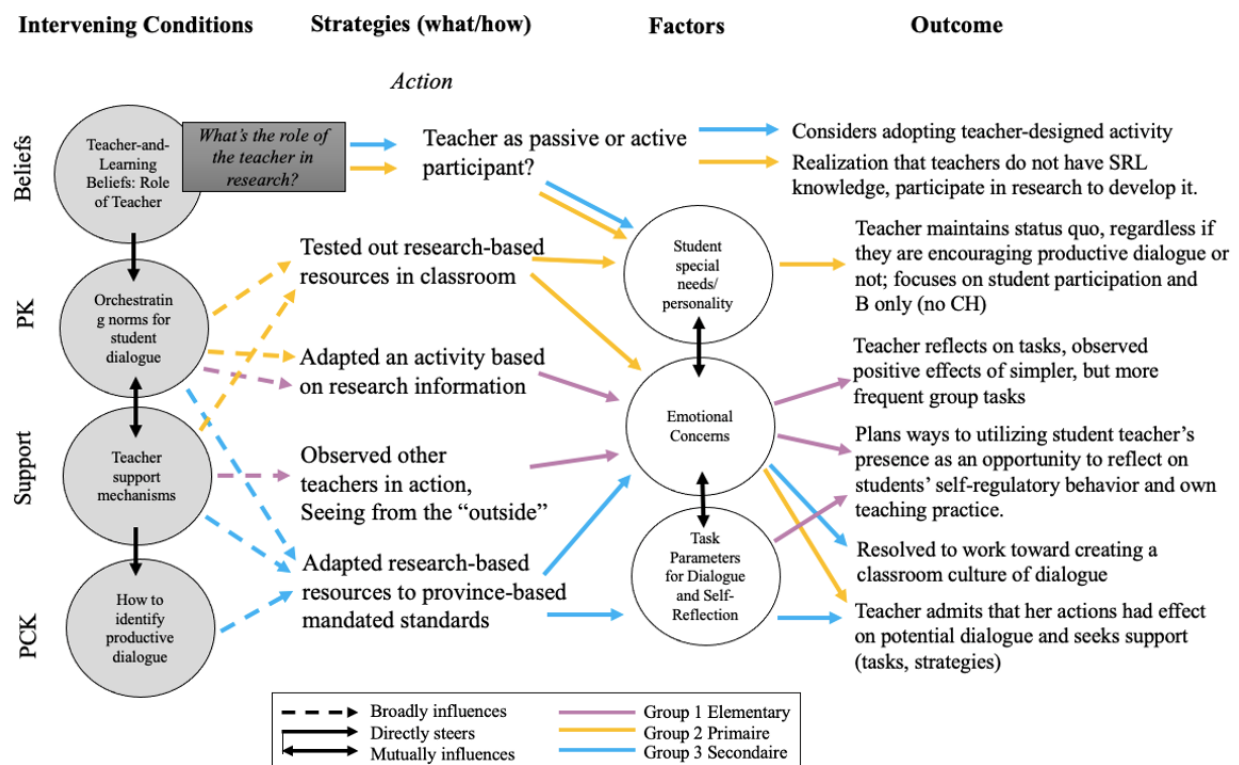 Intervening Conditions
Strategies (what/how)
Factors
Outcome
Action
Beliefs
Teacher-and-
Learning
Beliefs: Role
of Teacher
What's the role of
the teacher in
research?
Teacher as passive or active
participant?
Considers adopting teacher-designed activity
Realization that teachers do not have SRL
knowledge, participate in research to develop it.
PK
Orchestratin
g norms for
student
dialogue
Tested out research-based
resources in classroom
Student
special
needs/
personality
Teacher maintains status quo, regardless if
they are encouraging productive dialogue or
not; focuses on student participation and
B only (no CH)
Adapted an activity based
on research information
Emotional
Concerns
Teacher reflects on tasks, observed
positive effects of simpler, but more
frequent group tasks
Support
Teacher
support
mechanisms
Observed other
teachers in action,
Seeing from the “outside”
Plans ways to utilizing student teacher's
presence as an opportunity to reflect on
students' self-regulatory behavior and own
teaching practice.
PCK
How to
identify
productive
dialogue
Adapted research-based
resources to province-based
mandated standards
Task
Parameters
for Dialogue
and Self-
Reflection
Resolved to work toward creating a
classroom culture of dialogue
Teacher admits that her actions had effect
on potential dialogue and seeks support
(tasks, strategies)
Broadly influences
Directly steers
Mutually influences
Group 1 Elementary
Group 2 Primaire
Group 3 Secondaire